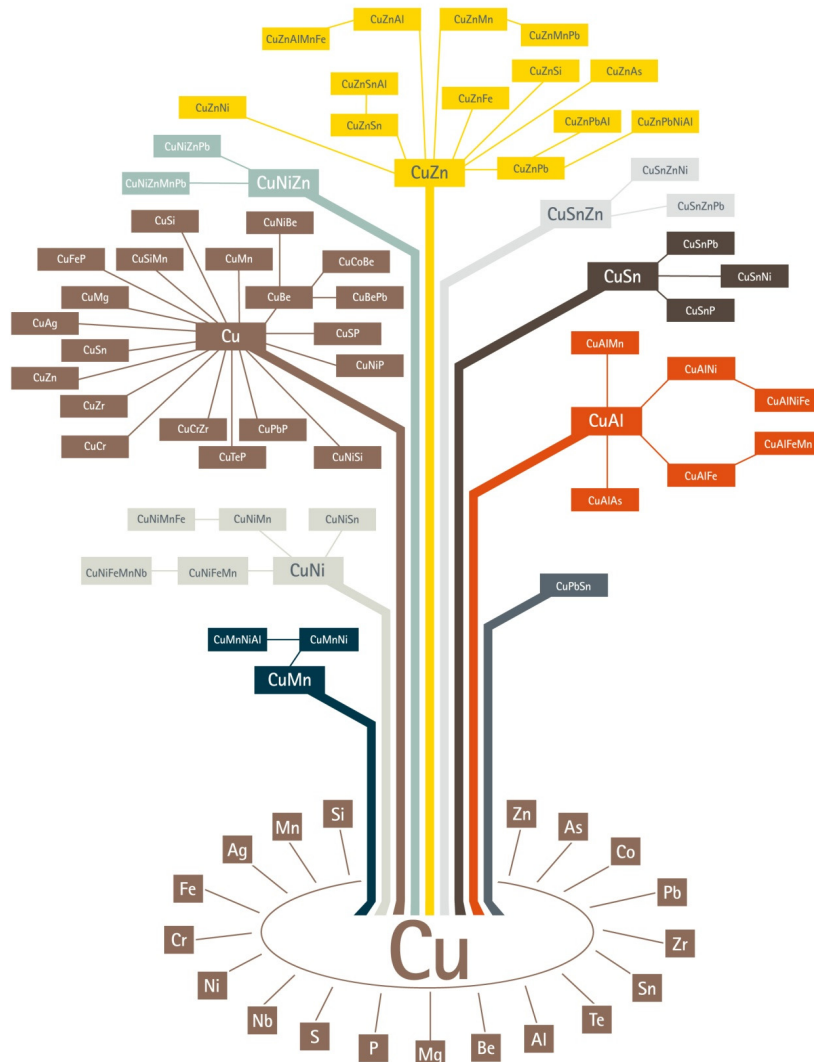 CuZnAl
CuZnMn
CuZnAlMnFe
CuZnMnPb
CuZnSnAl
CuZnSi
CuZnAs
CuZnNi
CuZnFe
CuZnSn
CuZnPbAl
CuZnPbNiAl
CuZn
CuZnPb
CuNiZnPb
CuNiZnMnPb
CuNiZn
CuSnZnNi
CuSnZn
CuSnZnPb
CuSi
CuNiBe
CuFeP
CuSiMn
CuMn
CuCoBe
CuMg
CuBe
CuBePb
CuAg
Cu
CuSP
CuSn
CuNiP
CuZn
CuZr
CuCrZr
CuPbP
CuCr
CuTeP
CuNiSi
CuSnPb
CuSn
CuSnNi
CuSnP
CuAlMn
CuAlNi
CuAlNiFe
CuAl
CuAlFeMn
CuAlFe
CuAlAs
CuNiMnFe
CuNiMn
CuNiSn
CuNiFeMnNb
CuNiFeMn
CuNi
CuPbSn
CuMnNiAl
CuMnNi
CuMn
Si
Zn
Mn
As
Ag
Co
Fe
Pb
Cr
Cu
Zr
Ni
Sn
Nb
Te
S
Al
P
Be
Mg